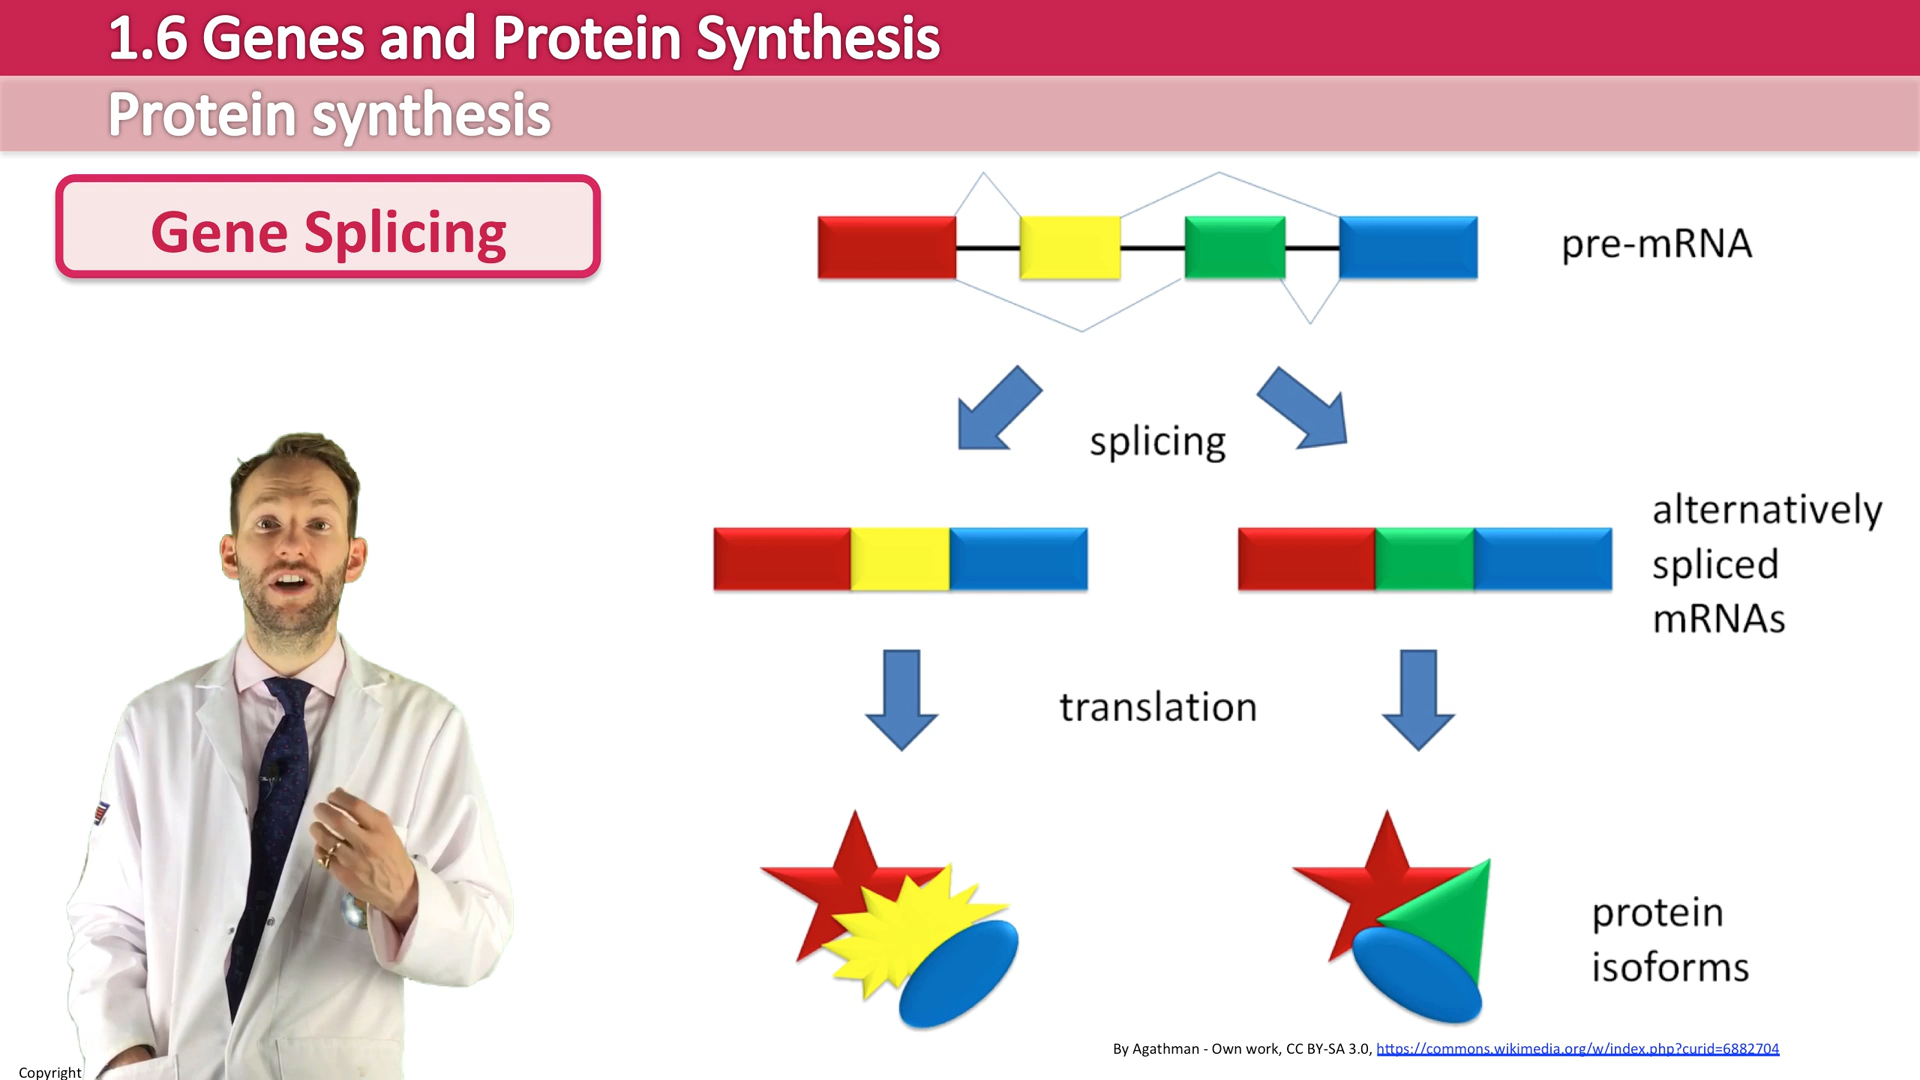 1.6 Genes and Protein Synthesis
Protein synthesis
Gene Splicing
pre-mRNA
splicing
alternatively
spliced
mRNAs
translation
protein
isoforms
By Agathman - Own work, CC BY-SA 3.0, https://commons.wikimedia.org/w/index.php?curid=6882704
Copyright